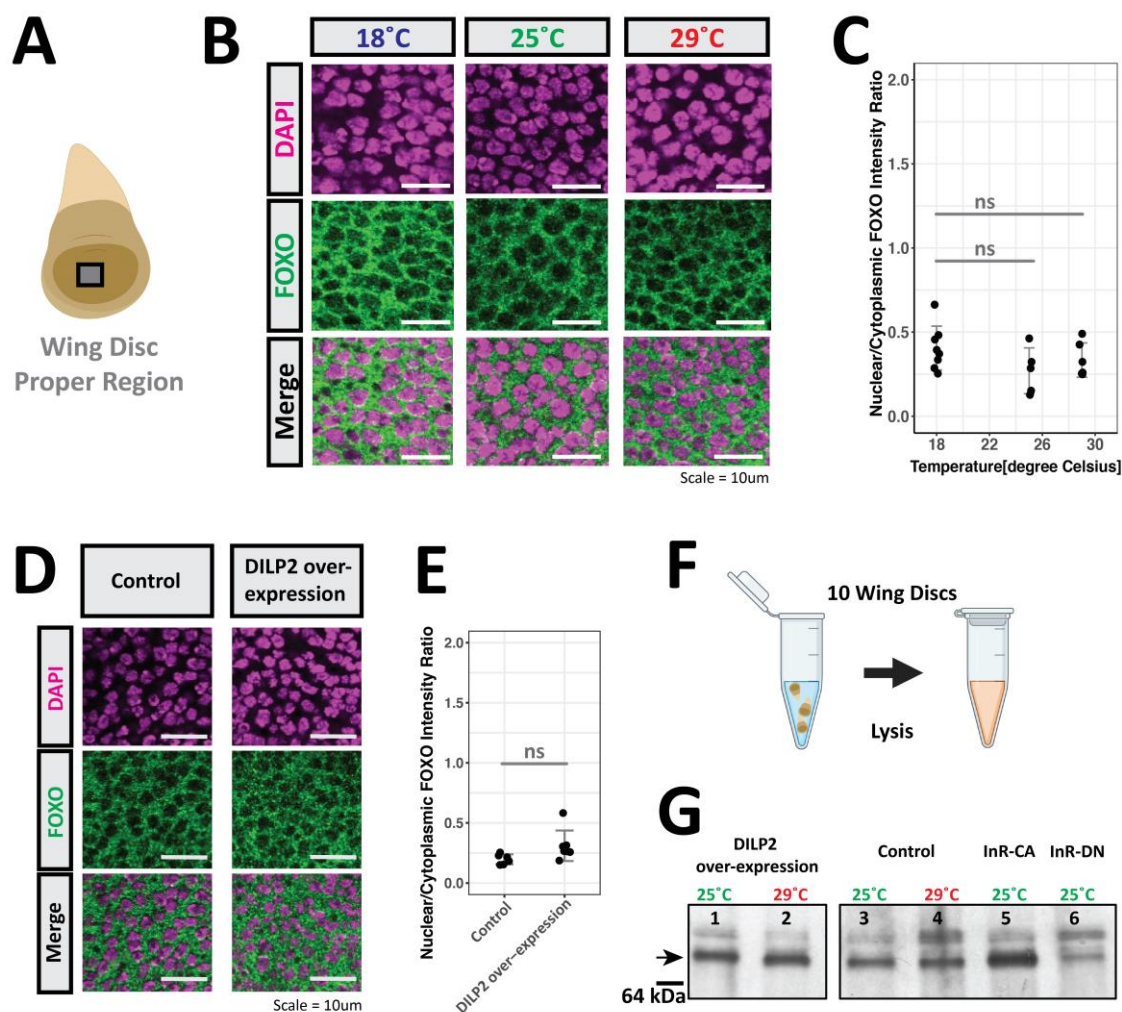 A
Wing Disc
Proper Region
B
18˚C
25˚C
29˚C
DAPI
FOXO
Merge
Scale = 10um
C
Nuclear/Cytoplasmic FOXO Intensity Ratio
2.0
1.5
1.0
0.5
0.0
ns
ns
18
22
26
30
Temperature[degree Celsius]
D
Control
DILP2 over-
expression
DAPI
FOXO
Merge
Scale = 10um
E
Nuclear/Cytoplasmic FOXO Intensity Ratio
2.0
1.5
1.0
0.5
0.0
ns
Control
DILP2 over−expression
F
10 Wing Discs
Lysis
G
DILP2
over-expression
Control
InR-CA
InR-DN
25˚C
29˚C
25˚C
29˚C
25˚C
25˚C
1
2
3
4
5
6
64 kDa